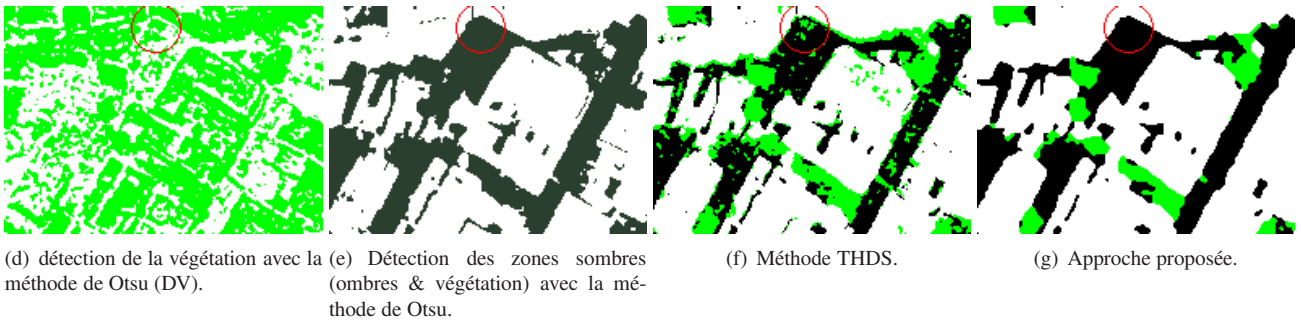 (d) détection de la végétation avec la
méthode de Otsu (DV).
(e) Détection des zones sombres
(ombres & végétation) avec la mé-
thode de Otsu.
(f) Méthode THDS.
(g) Approche proposée.